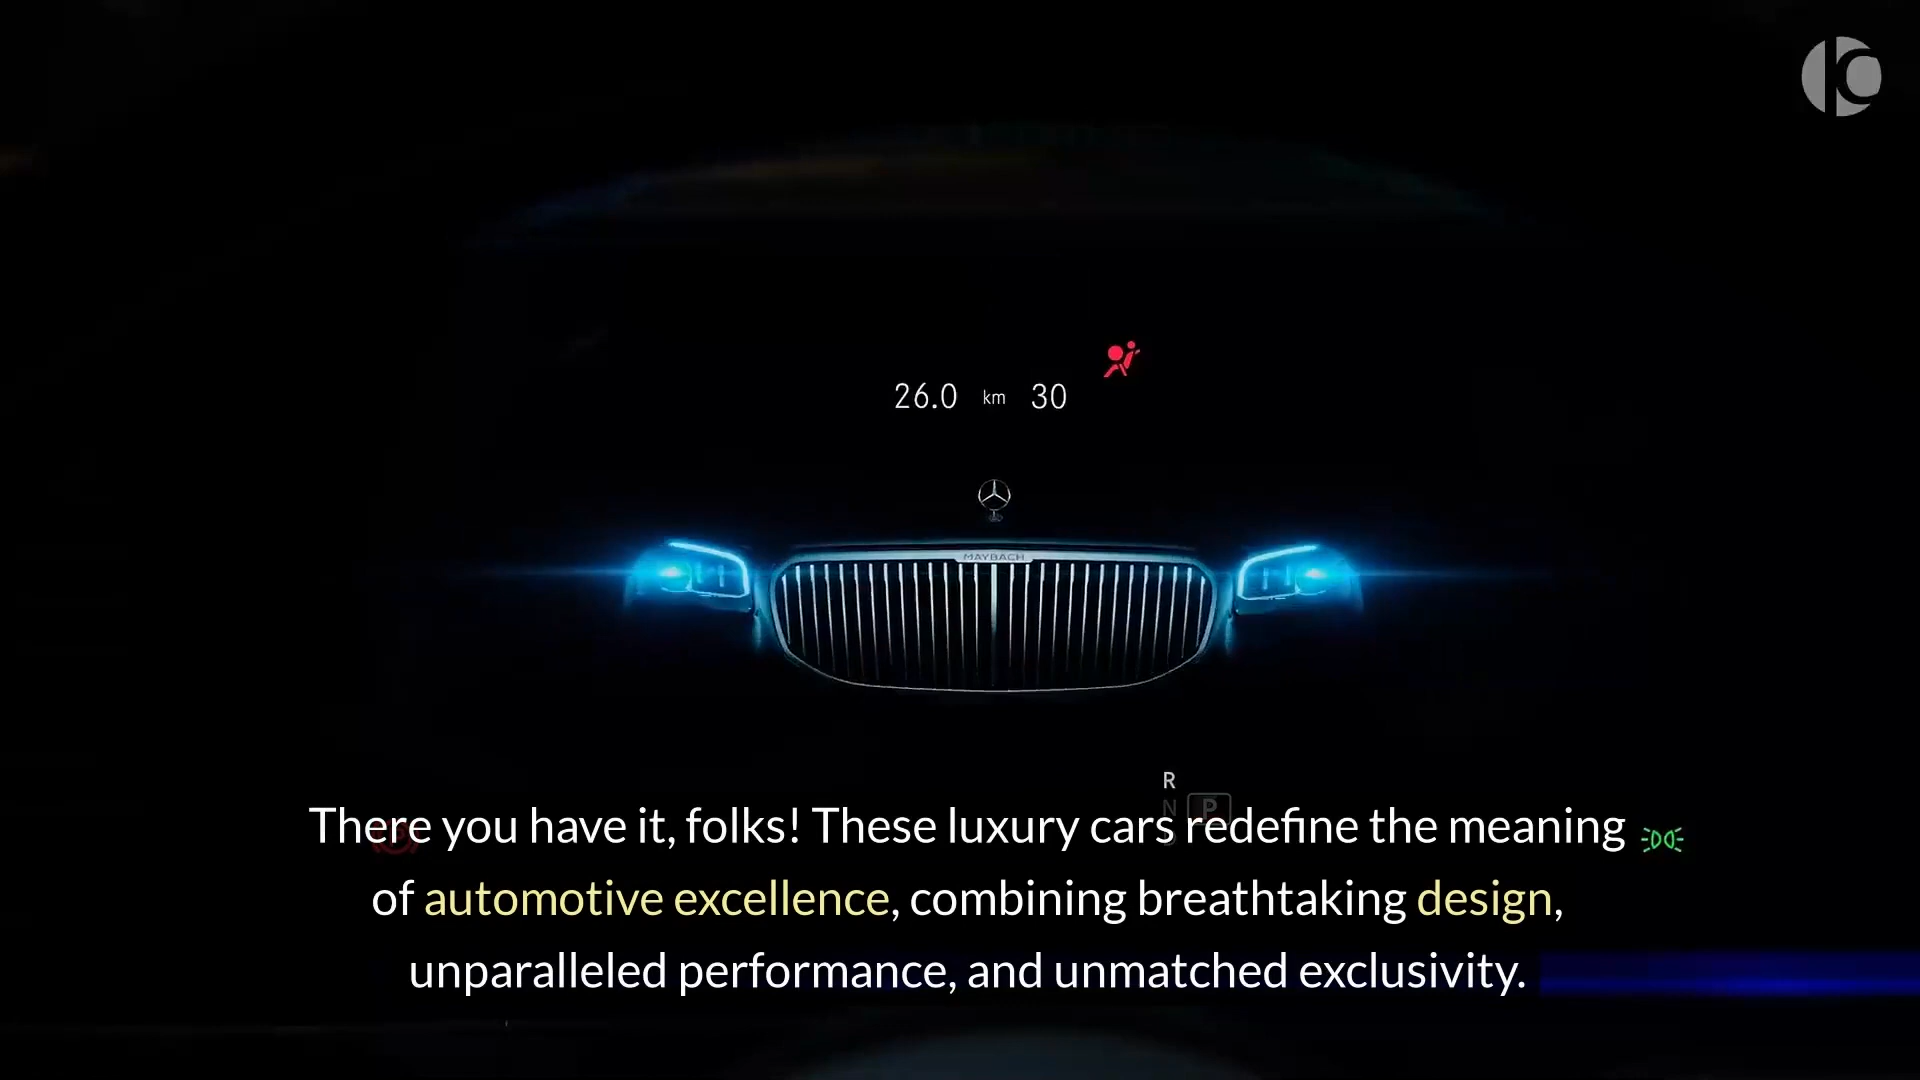 26.0 km 30
MAYBACH
R
N P
There you have it, folks! These luxury cars redefine the meaning
of automotive excellence, combining breathtaking design,
unparalleled performance, and unmatched exclusivity.